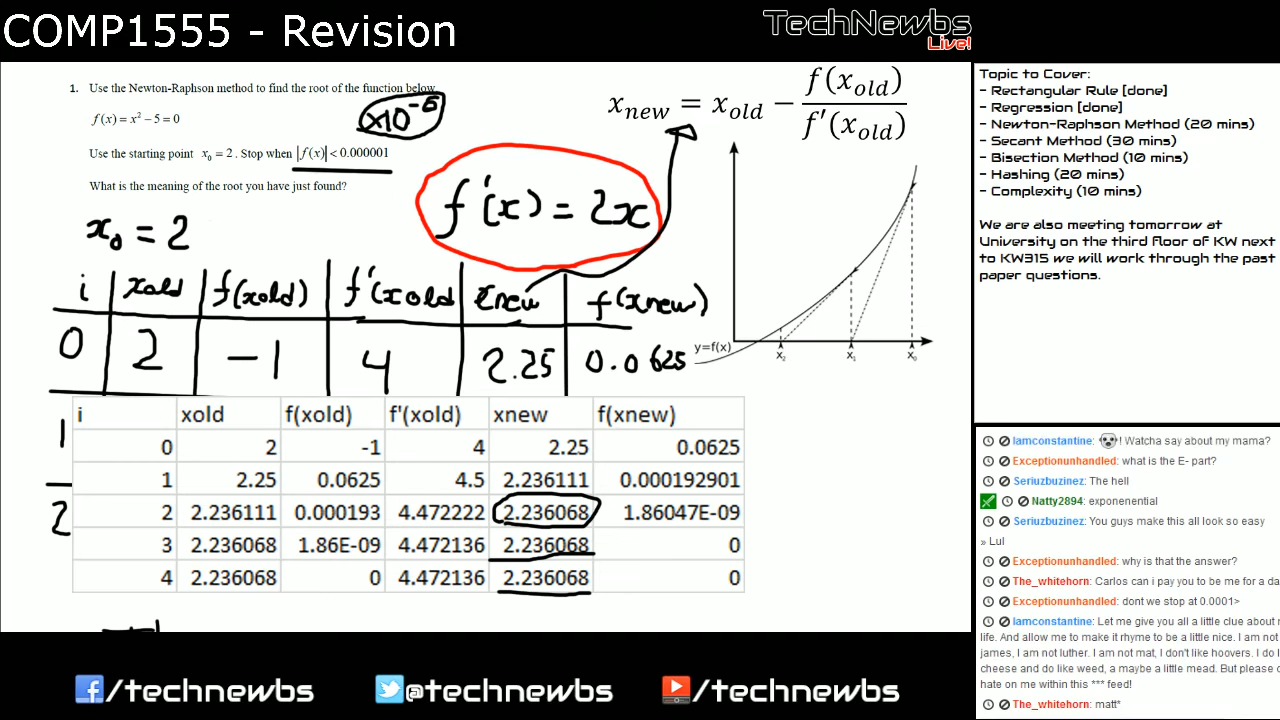 COMP1555 - Revision
TechNewbs
Live!
1. Use the Newton-Raphson method to find the root of the function below
f(x) = x² − 5 = 0
Use the starting point x₀ = 2 . Stop when |f(x)| < 0.000001
What is the meaning of the root you have just found?
x10⁻⁶
xnew = xold − f(xold) / f'(xold)
f'(x) = 2x
x₀ = 2
i xold f(xold) f'(xold xnew f(xnew)
0 2 −1 4 2.25 0.0625
1
2
i xold f(xold) f'(xold) xnew f(xnew)
0 2 -1 4 2.25 0.0625
1 2.25 0.0625 4.5 2.236111 0.000192901
2 2.236111 0.000193 4.472222 2.236068 1.86047E-09
3 2.236068 1.86E-09 4.472136 2.236068 0
4 2.236068 0 4.472136 2.236068 0
y=f(x)
x₂ x₁ x₀
Topic to Cover:
- Rectangular Rule [done]
- Regression [done]
- Newton-Raphson Method (20 mins)
- Secant Method (30 mins)
- Bisection Method (10 mins)
- Hashing (20 mins)
- Complexity (10 mins)
We are also meeting tomorrow at
University on the third floor of KW next
to KW315 we will work through the past
paper questions.
Iamconstantine: ! Watcha say about my mama?
Exceptionunhandled: what is the E- part?
Seriuzbuzinez: The hell
Natty2894: exponenential
Seriuzbuzinez: You guys make this all look so easy
» Lul
Exceptionunhandled: why is that the answer?
The_whitehorn: Carlos can i pay you to be me for a da
Exceptionunhandled: dont we stop at 0.0001>
Iamconstantine: Let me give you all a little clue about
life. And allow me to make it rhyme to be a little nice. I am not
james, I am not luther. I am not mat, I don't like hoovers. I do l
cheese and do like weed, a maybe a little mead. But please c
hate on me within this *** feed!
The_whitehorn: matt*
/technewbs @technewbs /technewbs